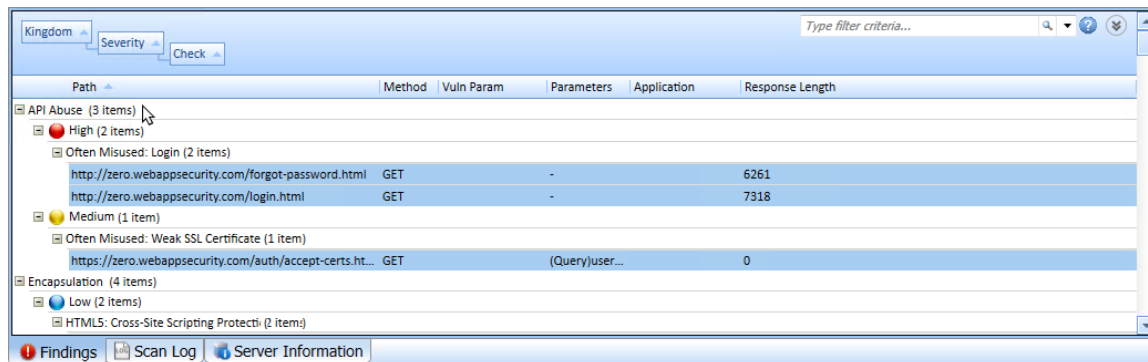 Kingdom
Severity
Check
Type filter criteria...
Path Method Vuln Param Parameters Application Response Length
API Abuse (3 items)
High (2 items)
Often Misused: Login (2 items)
http://zero.webappsecurity.com/forgot-password.html GET - 6261
http://zero.webappsecurity.com/login.html GET - 7318
Medium (1 item)
Often Misused: Weak SSL Certificate (1 item)
https://zero.webappsecurity.com/auth/accept-certs.ht... GET (Query)user... 0
Encapsulation (4 items)
Low (2 items)
HTML5: Cross-Site Scripting Protecti (2 items)
Findings Scan Log Server Information